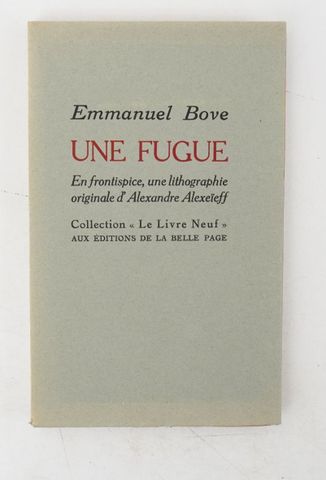 Emmanuel Bove
UNE FUGUE
En frontispice, une lithographie
originale d'Alexandre Alexeïeff
Collection « Le Livre Neuf »
AUX ÉDITIONS DE LA BELLE PAGE